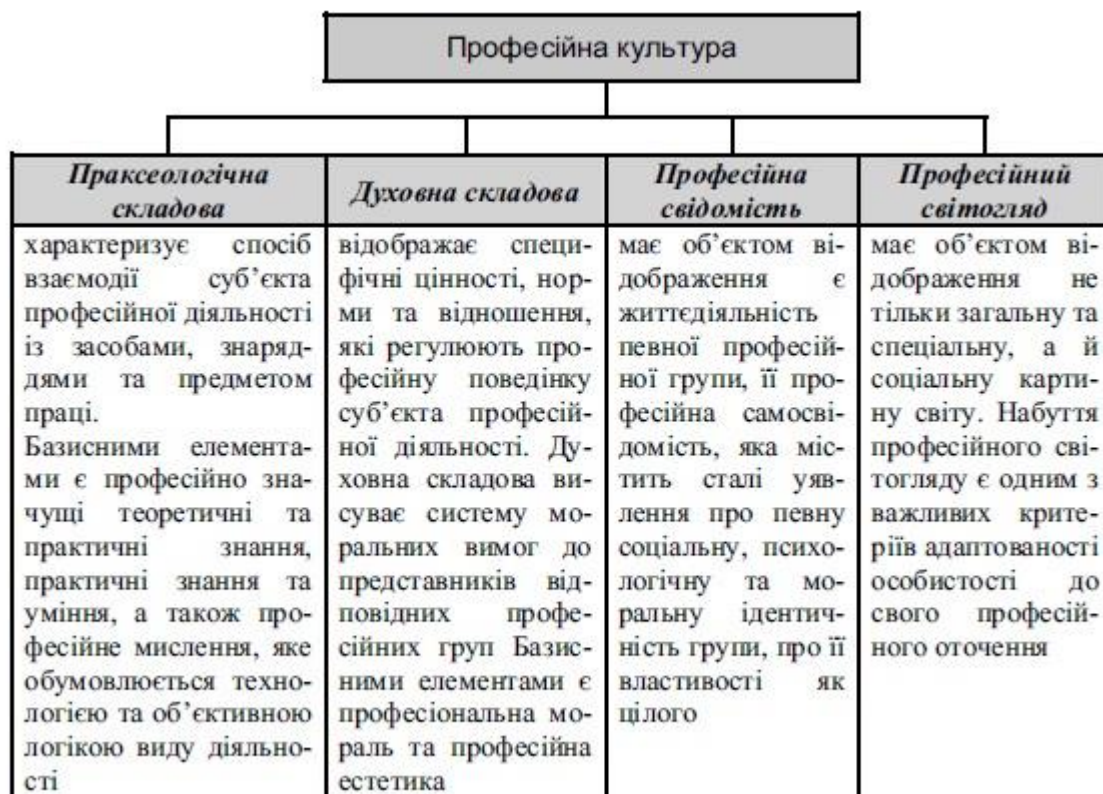 Професійна культура
Праксеологічна
складова
характеризує спосіб
взаємодії суб’єкта
професійної діяльності
із засобами, знаряд-
дями та предметом
праці.
Базисними елемента-
ми є професійно зна-
чущі теоретичні та
практичні знання,
практичні знання та
уміння, а також про-
фесійне мислення, яке
обумовлюється техно-
логією та об’єктивною
логікою виду діяльно-
сті
Духовна складова
відображає специ-
фічні цінності, нор-
ми та відношення,
які регулюють про-
фесійну поведінку
суб’єкта професій-
ної діяльності. Ду-
ховна складова ви-
суває систему мо-
ральних вимог до
представників від-
повідних профе-
сійних груп Базис-
ними елементами є
професіональна мо-
раль та професійна
естетика
Професійна
свідомість
має об’єктом ві-
дображення є
життєдіяльність
певної професій-
ної групи, її про-
фесійна самосві-
домість, яка міс-
тить сталі уяв-
лення про певну
соціальну, психо-
логічну та мо-
ральну ідентич-
ність групи, про її
властивості як
цілого
Професійний
світогляд
має об’єктом ві-
дображення не
тільки загальну та
спеціальну, а й
соціальну карти-
ну світу. Набуття
професійного сві-
тогляду є одним з
важливих крите-
ріїв адаптованості
особистості до
свого професій-
ного оточення